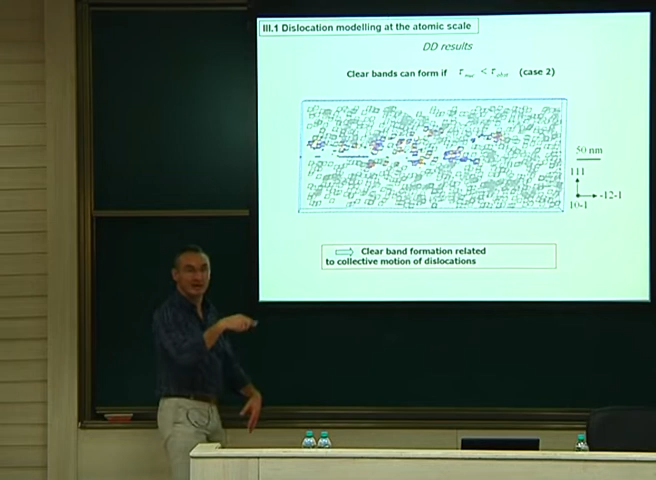 III.1 Dislocation modelling at the atomic scale
DD results
Clear bands can form if τ < τ (case 2)
50 nm
111
-12-1
10-1
Clear band formation related
to collective motion of dislocations